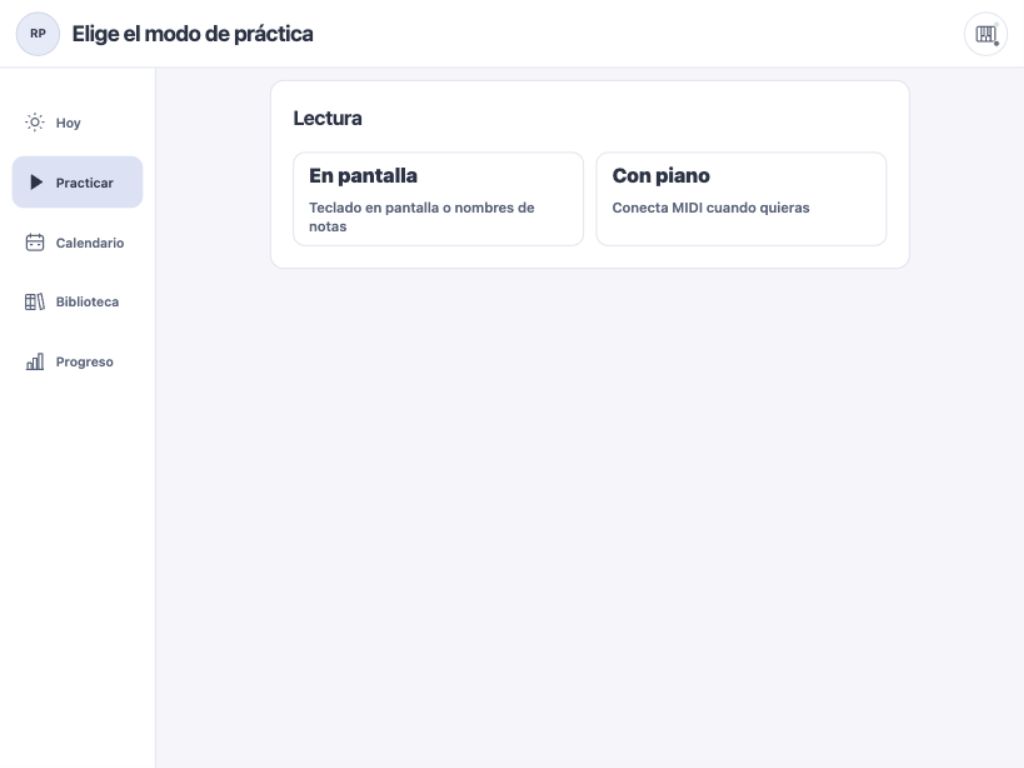 RP
Elige el modo de práctica
Hoy
Practicar
Calendario
Biblioteca
Progreso
Lectura
En pantalla
Teclado en pantalla o nombres de
notas
Con piano
Conecta MIDI cuando quieras